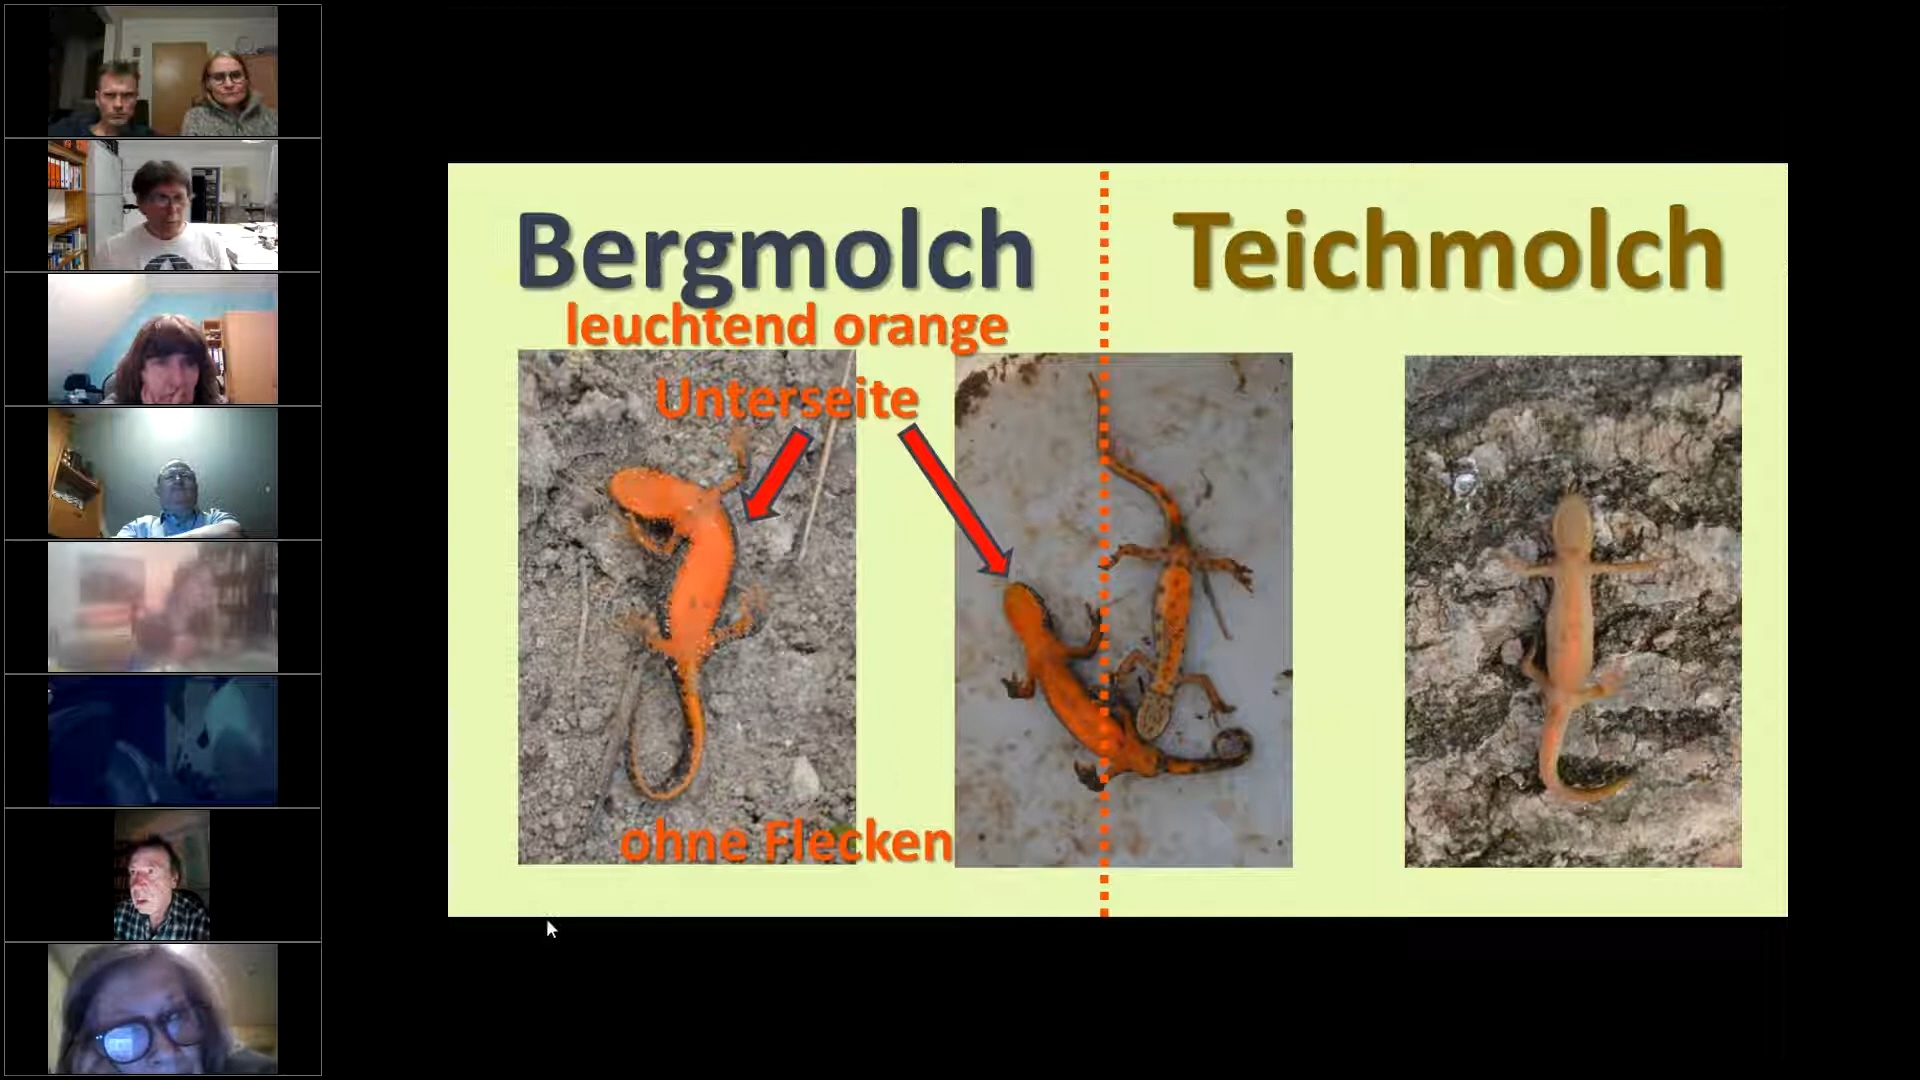 Bergmolch
Teichmolch
leuchtend orange
Unterseite
ohne Flecken